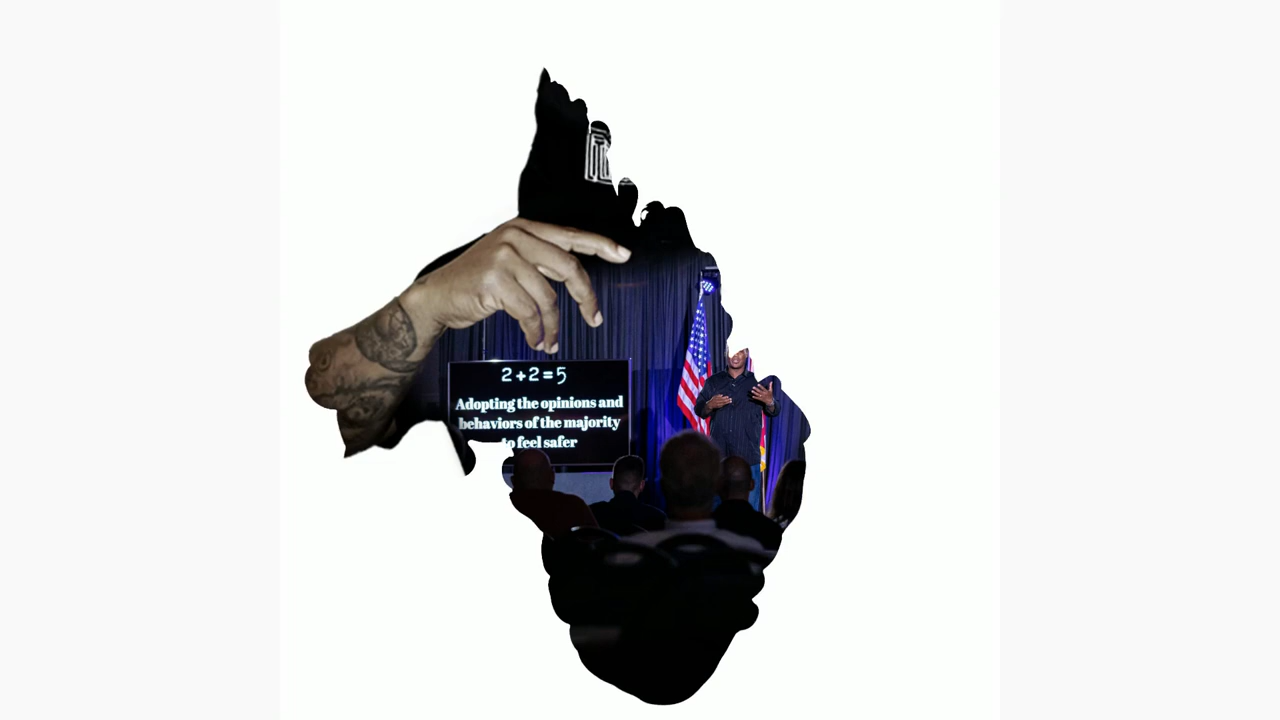 2+2=5
Adopting the opinions and
behaviors of the majority
to feel safer